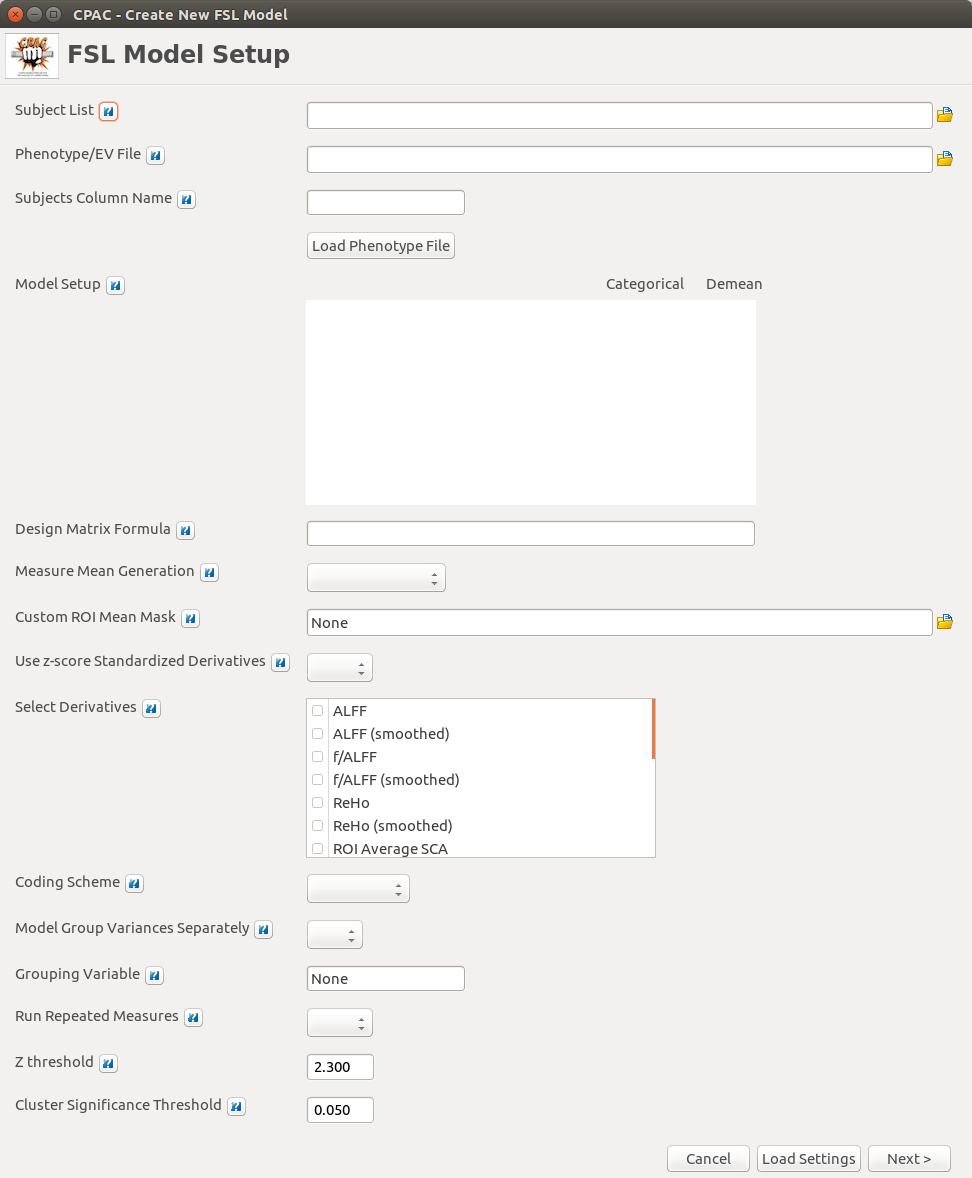 CPAC - Create New FSL Model
CPAC
FSL Model Setup
Subject List ?
Phenotype/EV File ?
Subjects Column Name ?
Load Phenotype File
Model Setup ? Categorical Demean
Design Matrix Formula ?
Measure Mean Generation ?
Custom ROI Mean Mask ? None
Use z-score Standardized Derivatives ?
Select Derivatives ? ALFF
ALFF (smoothed)
f/ALFF
f/ALFF (smoothed)
ReHo
ReHo (smoothed)
ROI Average SCA
Coding Scheme ?
Model Group Variances Separately ?
Grouping Variable ? None
Run Repeated Measures ?
Z threshold ? 2.300
Cluster Significance Threshold ? 0.050
Cancel Load Settings Next >